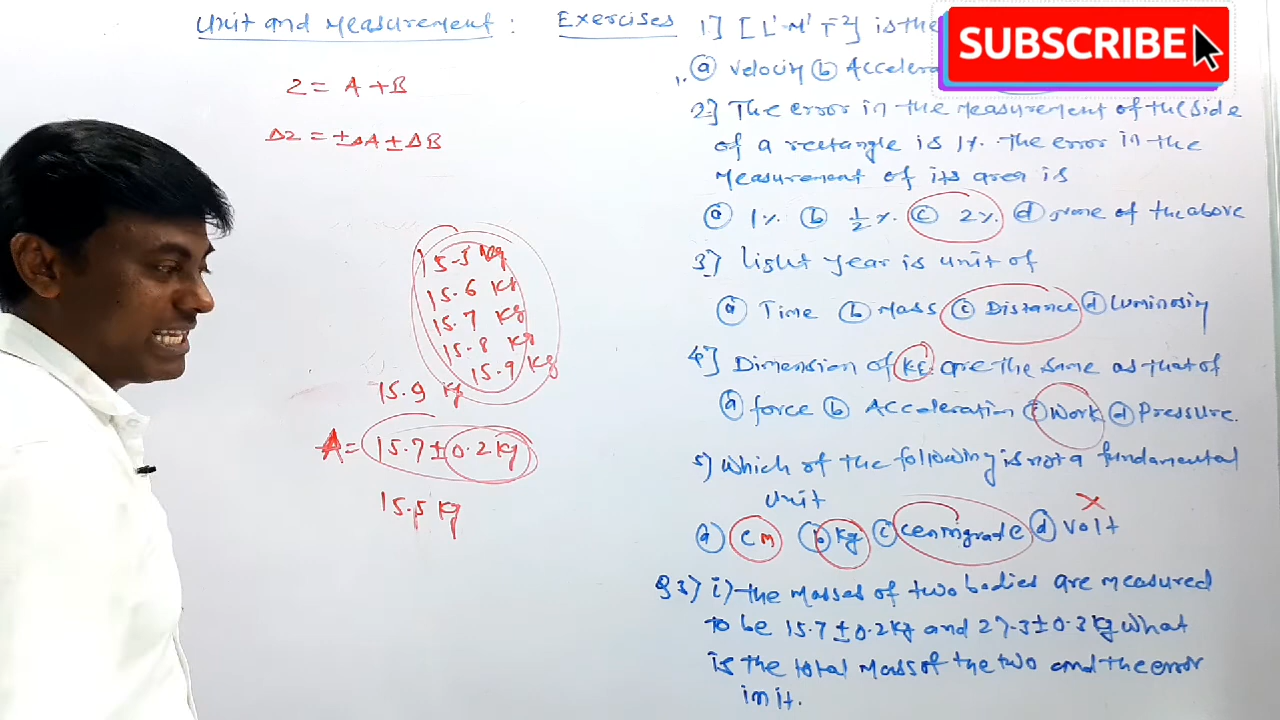 Unit and Measurement : Exercises
Z = A + B
ΔZ = ±ΔA ± ΔB
15.5 kg
15.6 kg
15.7 kg
15.8 kg
15.9 kg
15.9 kg
A = 15.7 ± 0.2 kg
15.5 kg
1] [L¹ M¹ T⁻²] is the
SUBSCRIBE
(a) Velocity (b) Accelera
2] The error in the measurement of the side
of a rectangle is 1%. The error in the
Measurement of its area is
(a) 1% (b) 1/2 % (c) 2% (d) none of the above
3] light year is unit of
(a) Time (b) Mass (c) Distance (d) Luminosity
4] Dimension of K.E. are the same as that of
(a) force (b) Acceleration (c) Work (d) Pressure.
5) Which of the following is not a fundamental
unit
(a) cm (b) kg (c) centigrade (d) volt
Q3) i) the Masses of two bodies are measured
to be 15.7 ± 0.2 kg and 27.3 ± 0.3 kg what
is the total Mass of the two and the error
in it.